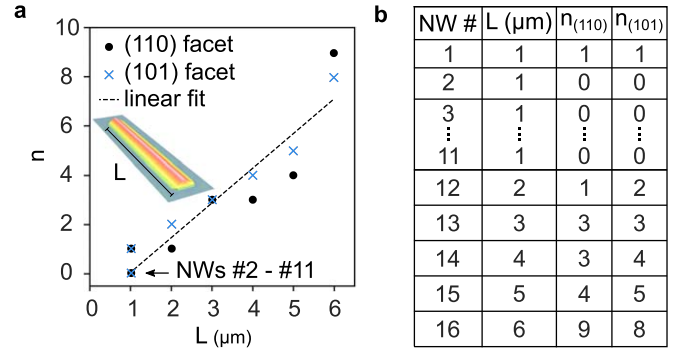 a
10
8
6
4
2
0
n
(110) facet
(101) facet
linear fit
L
NWs #2 - #11
0 1 2 3 4 5 6
L (μm)
b
NW # L (μm) n(110) n(101)
1 1 1 1
2 1 0 0
3 1 0 0
11 1 0 0
12 2 1 2
13 3 3 3
14 4 3 4
15 5 4 5
16 6 9 8